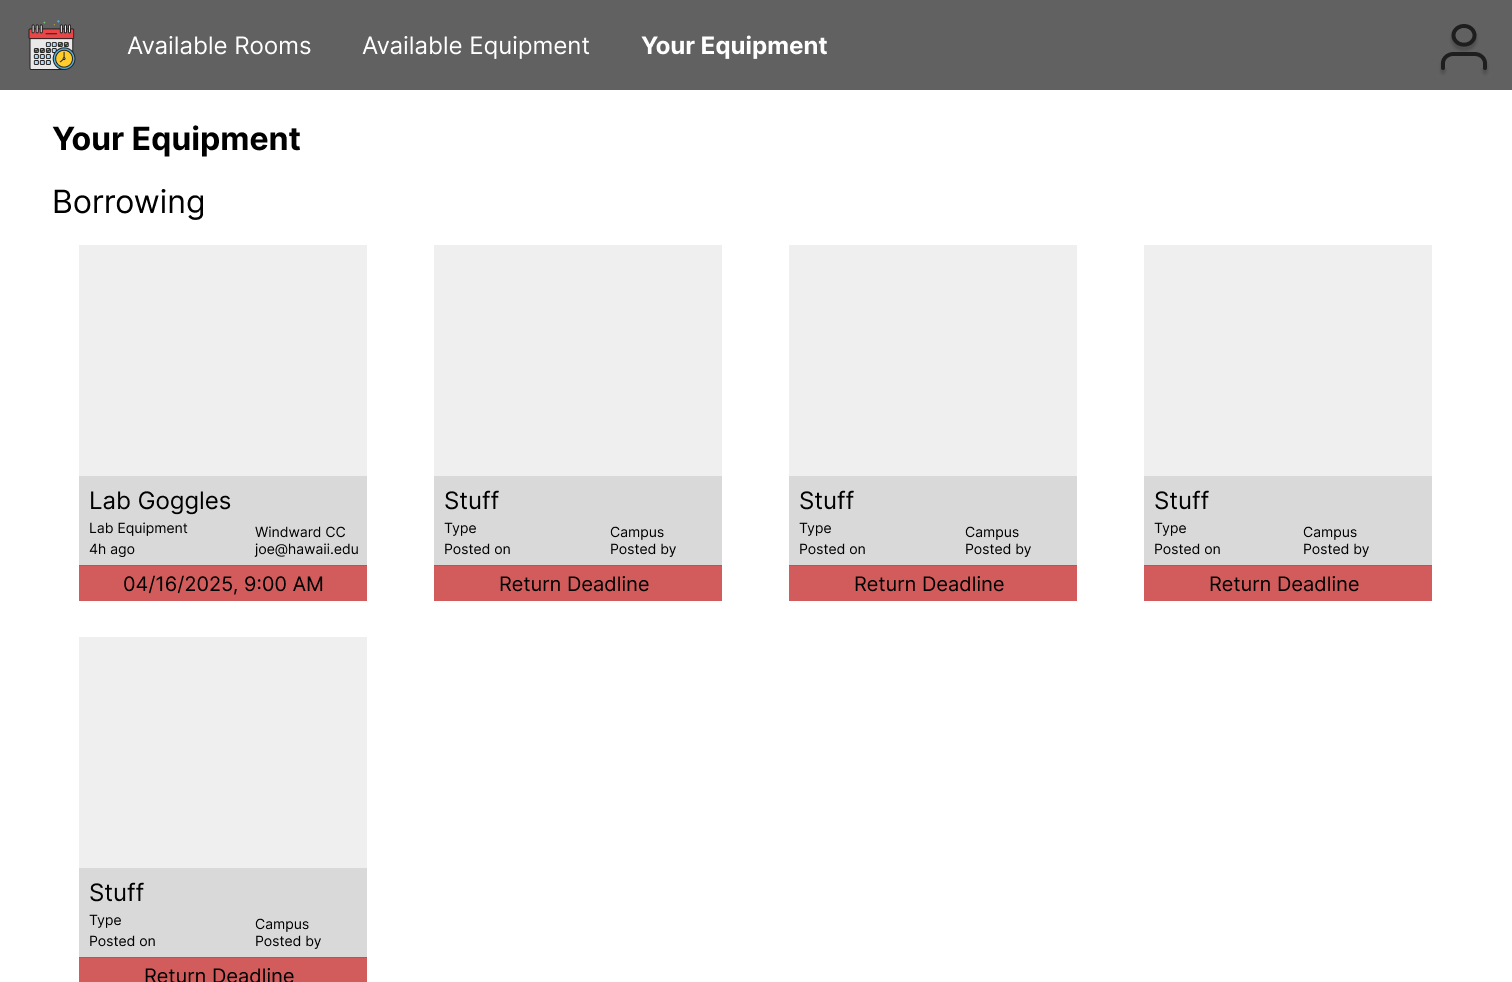 Available Rooms
Available Equipment
Your Equipment
Your Equipment
Borrowing
Lab Goggles
Lab Equipment
Windward CC
4h ago
joe@hawaii.edu
04/16/2025, 9:00 AM
Stuff
Type
Campus
Posted on
Posted by
Return Deadline
Stuff
Type
Campus
Posted on
Posted by
Return Deadline
Stuff
Type
Campus
Posted on
Posted by
Return Deadline
Stuff
Type
Campus
Posted on
Posted by
Return Deadline